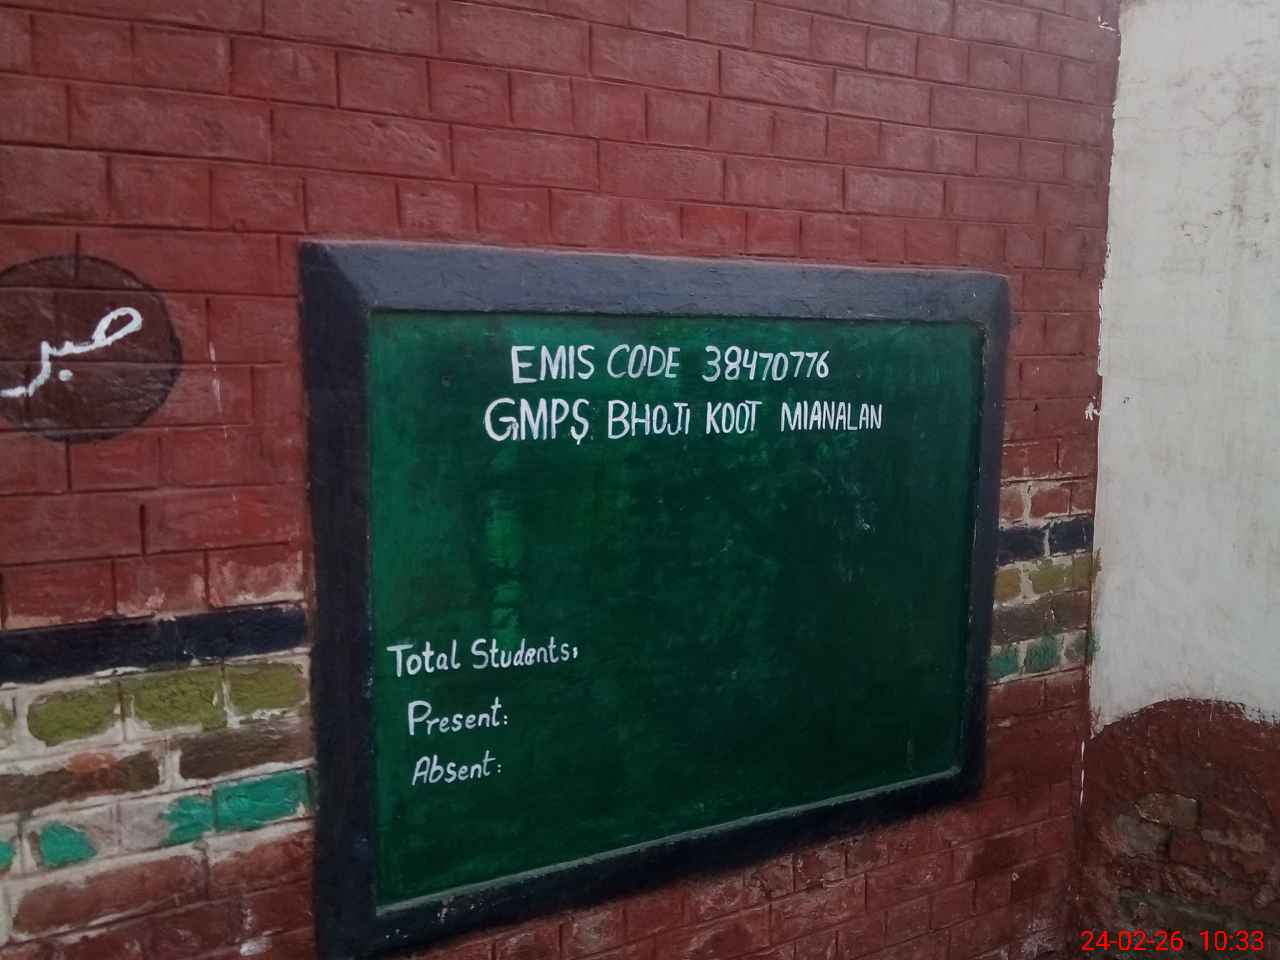 صبر
EMIS CODE 38470776
GMPS BHOJI KOOT MIANALAN
Total Students:
Present:
Absent:
24-02-26 10:33